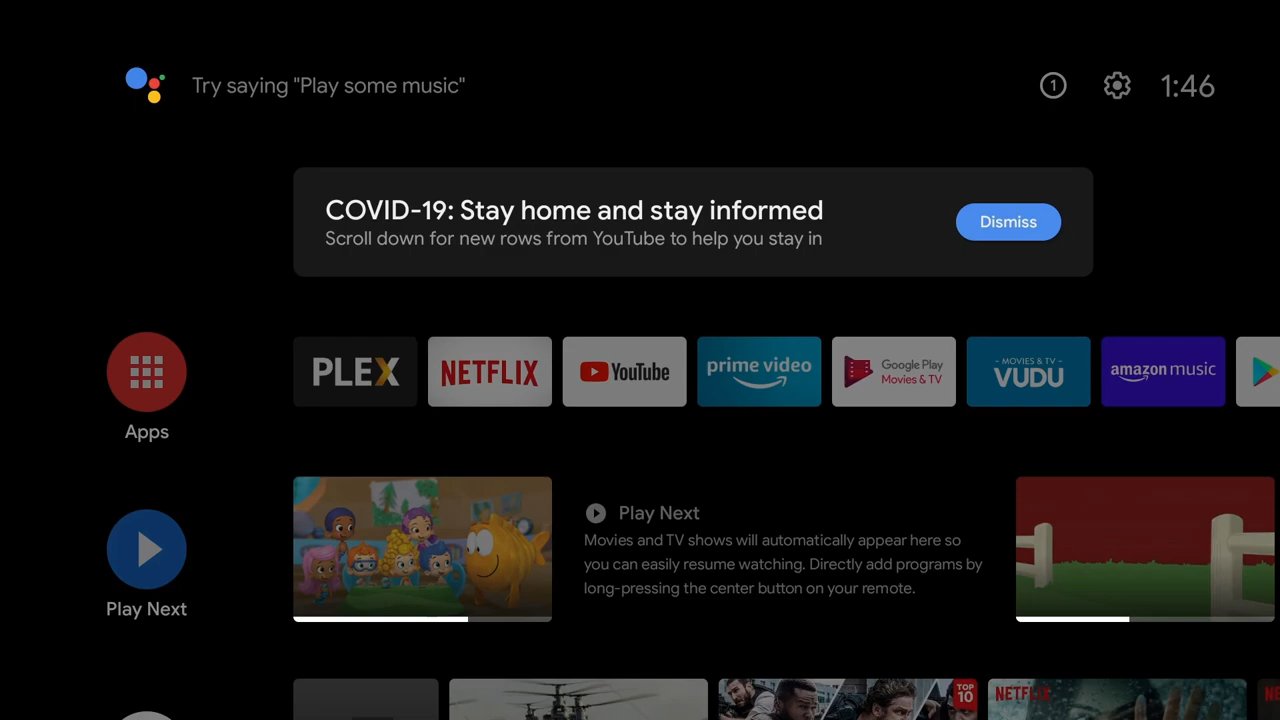 Try saying "Play some music"
1
1:46
COVID-19: Stay home and stay informed
Scroll down for new rows from YouTube to help you stay in
Dismiss
Apps
PLEX
NETFLIX
YouTube
prime video
Google Play
Movies & TV
- MOVIES & TV -
VUDU
amazon music
Play Next
Play Next
Movies and TV shows will automatically appear here so
you can easily resume watching. Directly add programs by
long-pressing the center button on your remote.
TOP
10
NETFLIX